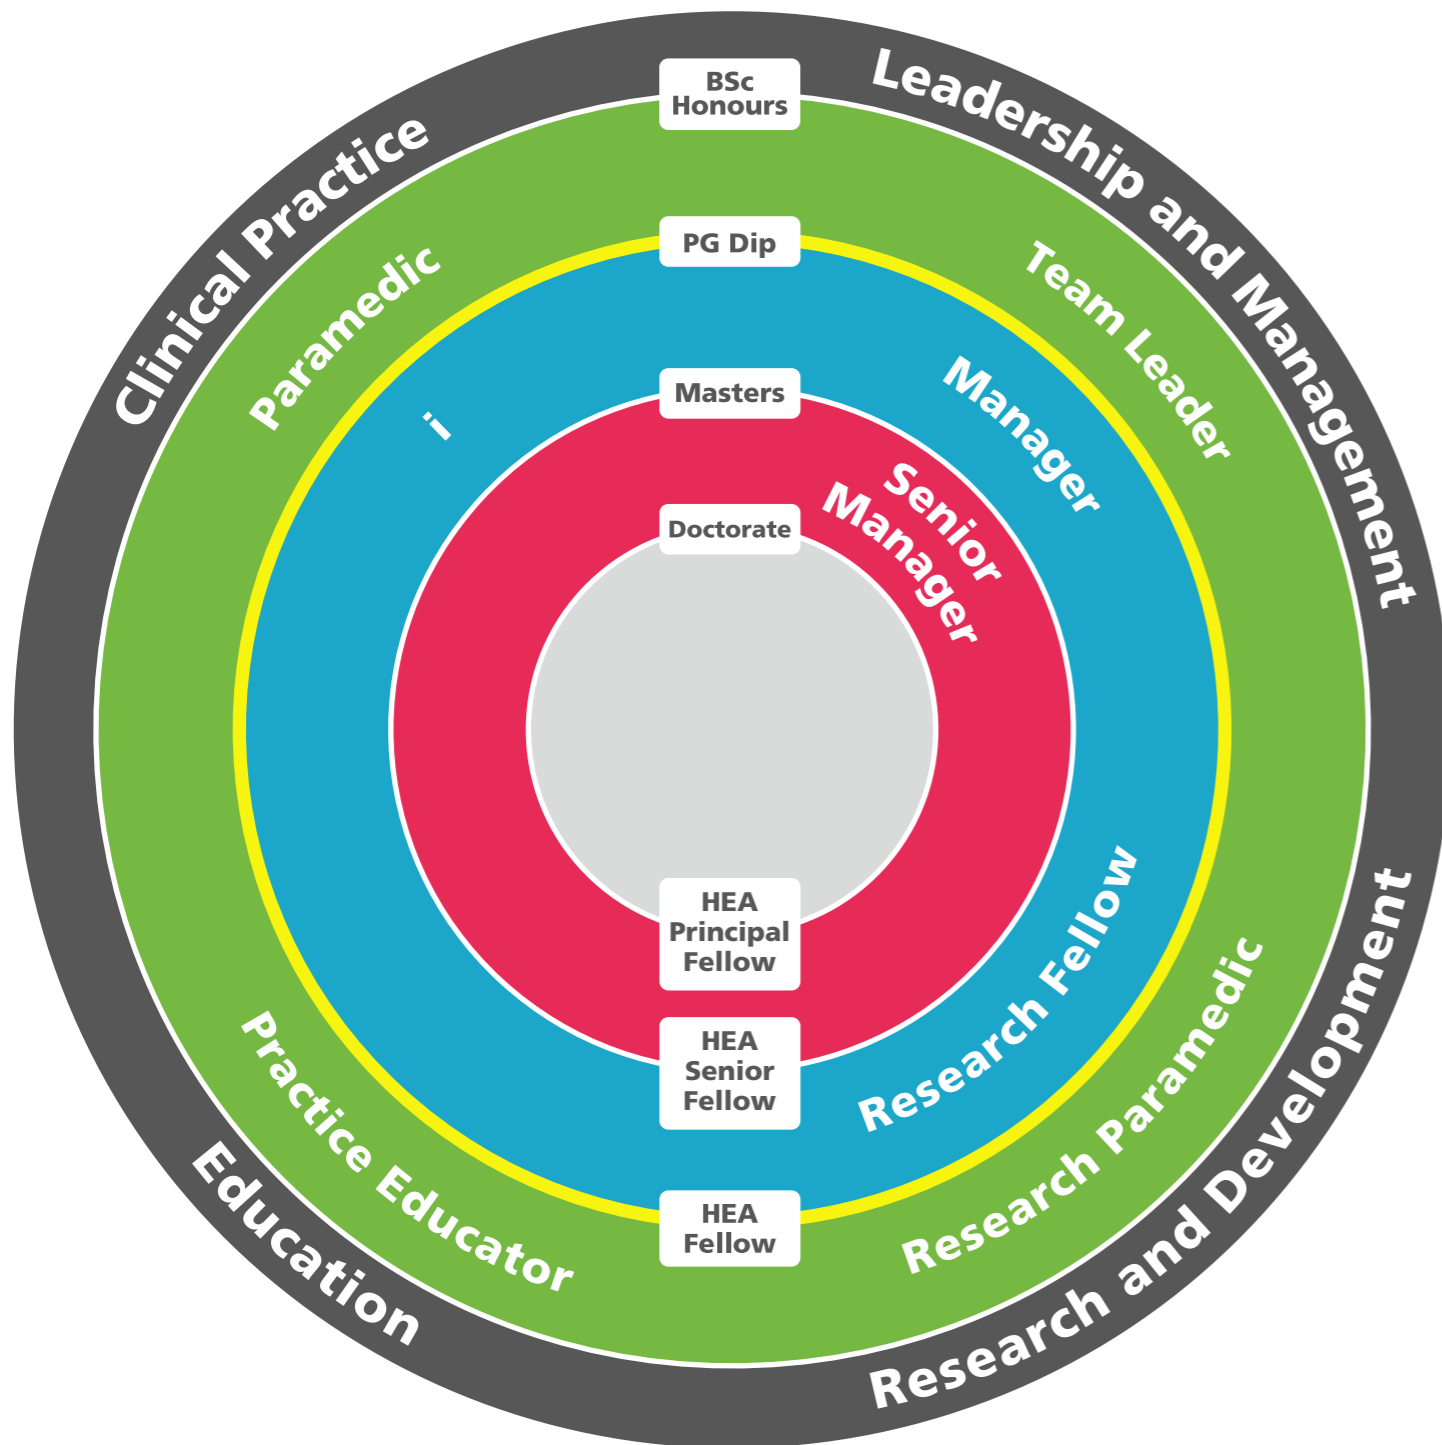 Clinical Practice
Leadership and Management
BSc
Honours
Paramedic
Team Leader
PG Dip
i
Manager
Masters
Senior
Manager
Doctorate
HEA
Principal
Fellow
HEA
Senior
Fellow
Research Fellow
HEA
Fellow
Practice Educator
Research Paramedic
Education
Research and Development